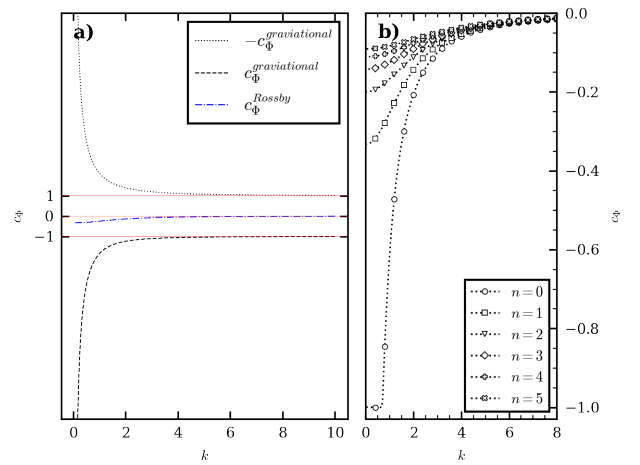 a)
−c_Φ^graviational
c_Φ^graviational
c_Φ^Rossby
1
0
−1
c_Φ
0 2 4 6 8 10
k
b)
0.0
−0.2
−0.4
−0.6
−0.8
−1.0
c_Φ
n = 0
n = 1
n = 2
n = 3
n = 4
n = 5
0 2 4 6 8
k